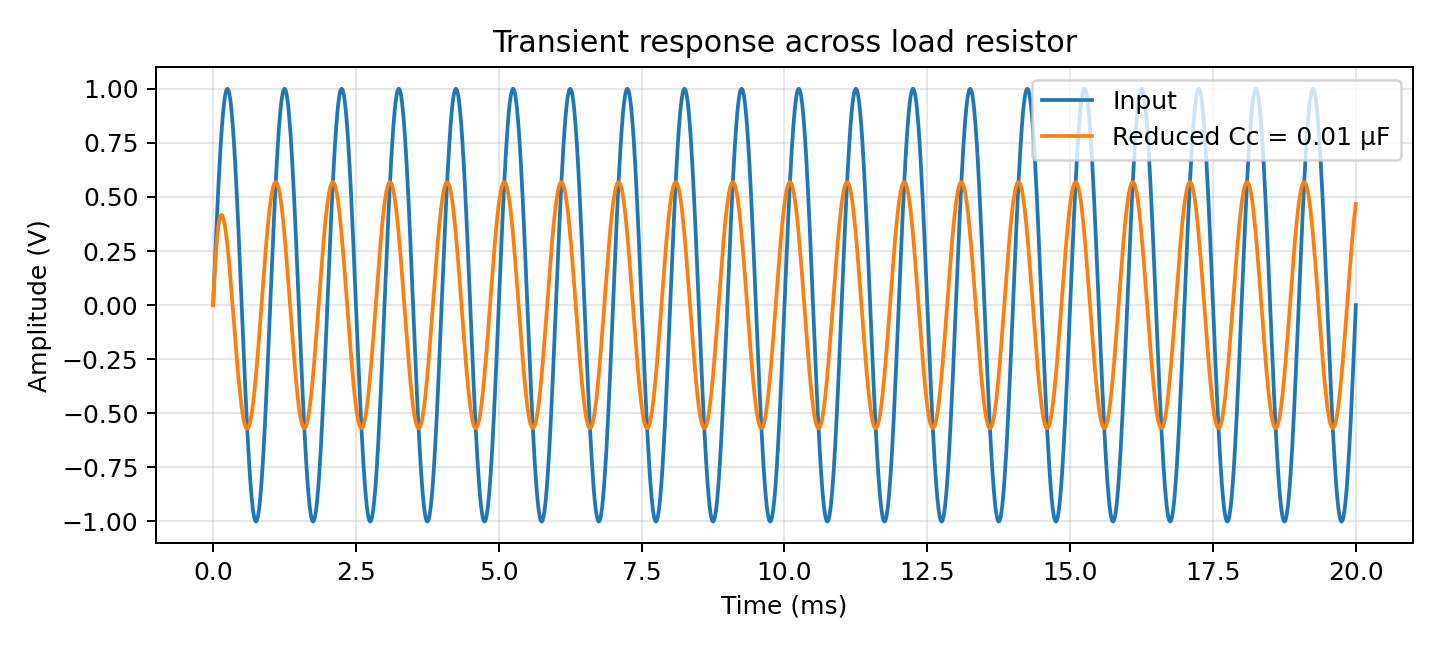 Transient response across load resistor
Input
Reduced Cc = 0.01 µF
Amplitude (V)
1.00
0.75
0.50
0.25
0.00
−0.25
−0.50
−0.75
−1.00
0.0 2.5 5.0 7.5 10.0 12.5 15.0 17.5 20.0
Time (ms)